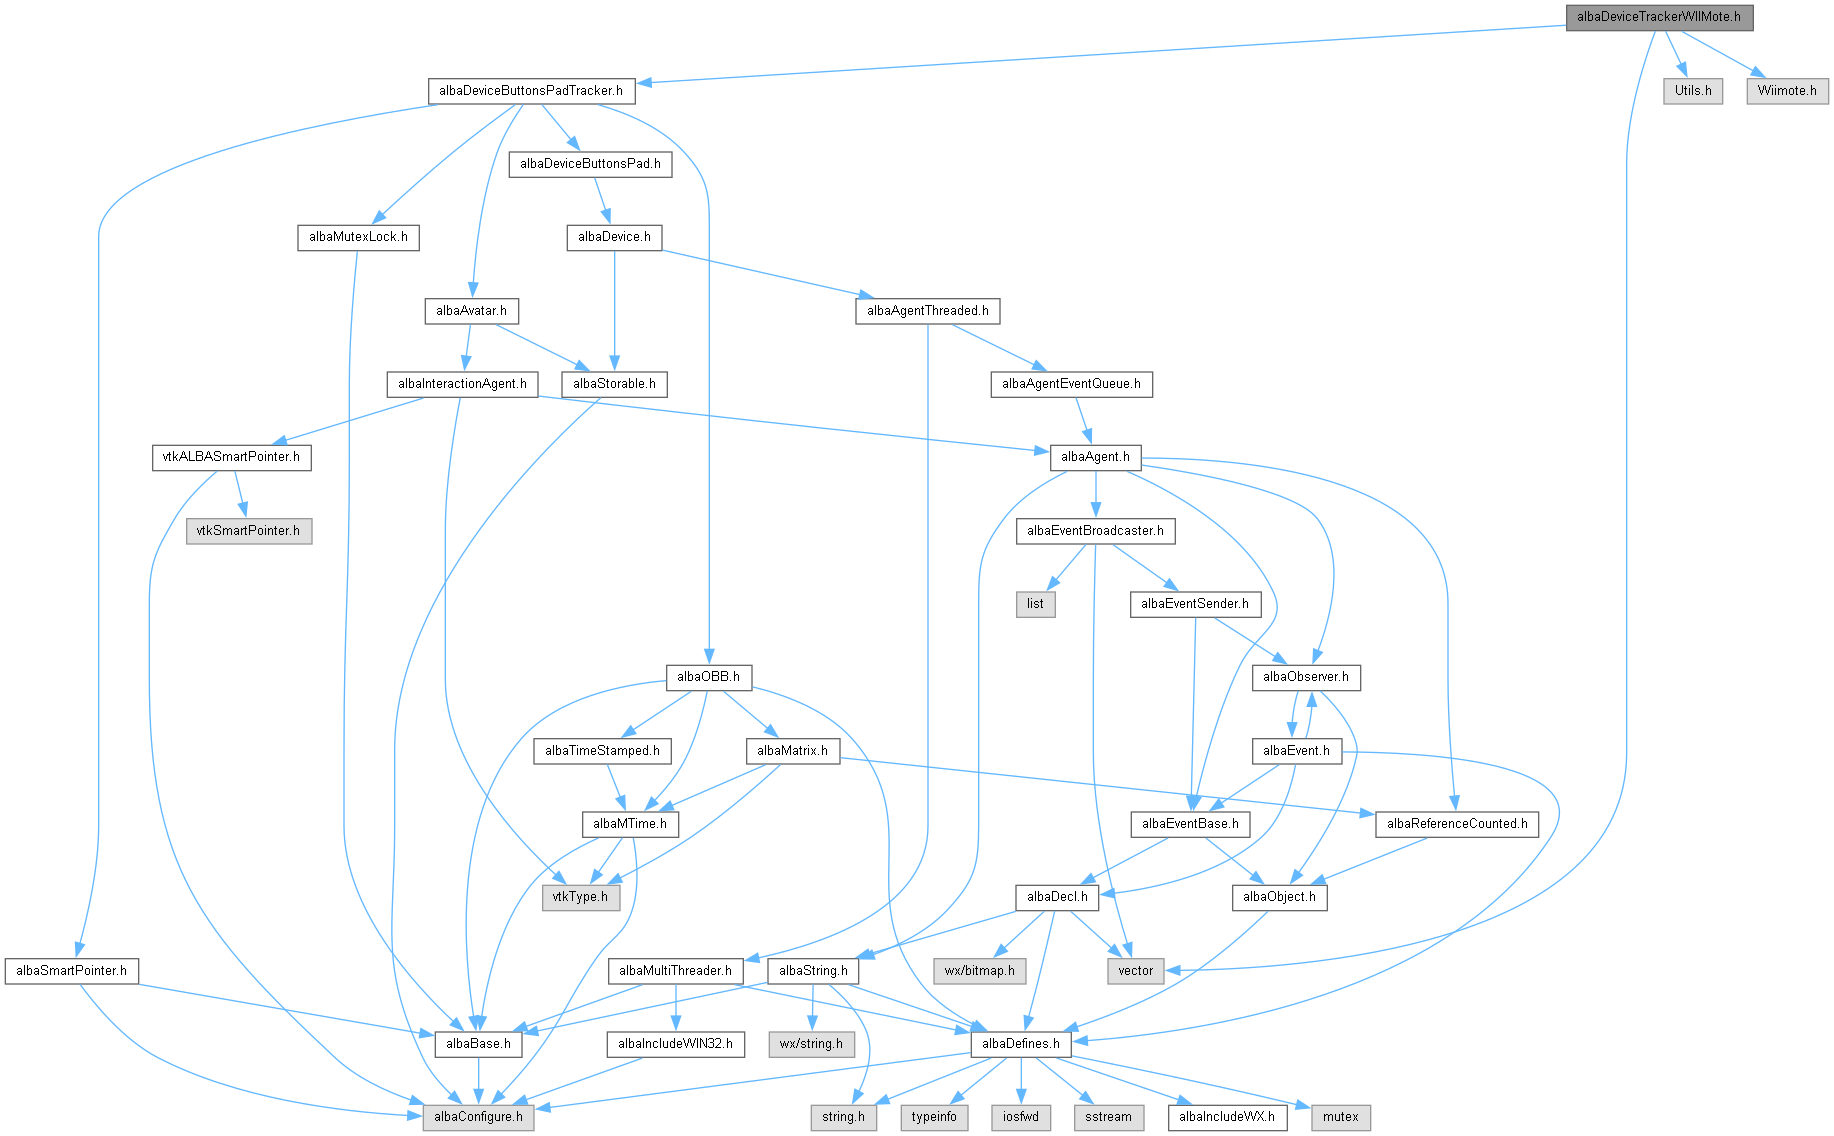 albaDeviceTrackerWIIMote.h
albaDeviceButtonsPadTracker.h
Utils.h
Wiimote.h
albaDeviceButtonsPad.h
albaMutexLock.h
albaDevice.h
albaAvatar.h
albaAgentThreaded.h
albaInteractionAgent.h
albaStorable.h
albaAgentEventQueue.h
vtkALBASmartPointer.h
albaAgent.h
vtkSmartPointer.h
albaEventBroadcaster.h
list
albaEventSender.h
albaOBB.h
albaObserver.h
albaTimeStamped.h
albaMatrix.h
albaEvent.h
albaMTime.h
albaEventBase.h
albaReferenceCounted.h
vtkType.h
albaDecl.h
albaObject.h
albaSmartPointer.h
albaMultiThreader.h
albaString.h
wx/bitmap.h
vector
albaBase.h
albaIncludeWIN32.h
wx/string.h
albaDefines.h
albaConfigure.h
string.h
typeinfo
iosfwd
sstream
albaIncludeWX.h
mutex